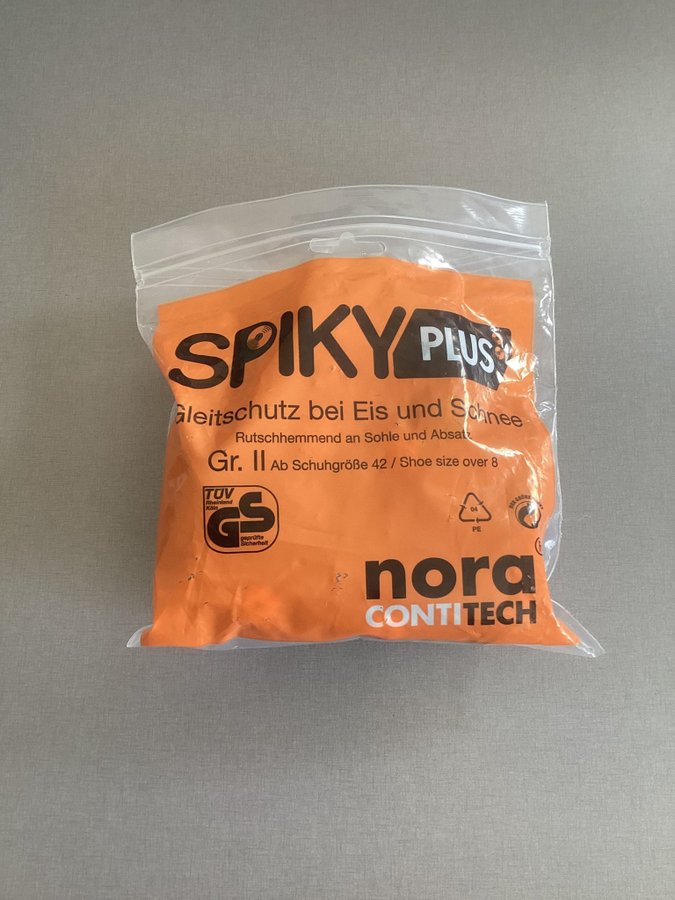 SPIKY PLUS
Gleitschutz bei Eis und Schnee
Rutschhemmend an Sohle und Absatz
Gr. II Ab Schuhgröße 42 / Shoe size over 8
TÜV
Rheinland
Köln
GS
geprüfte
Sicherheit
04
PE
nora
CONTITECH